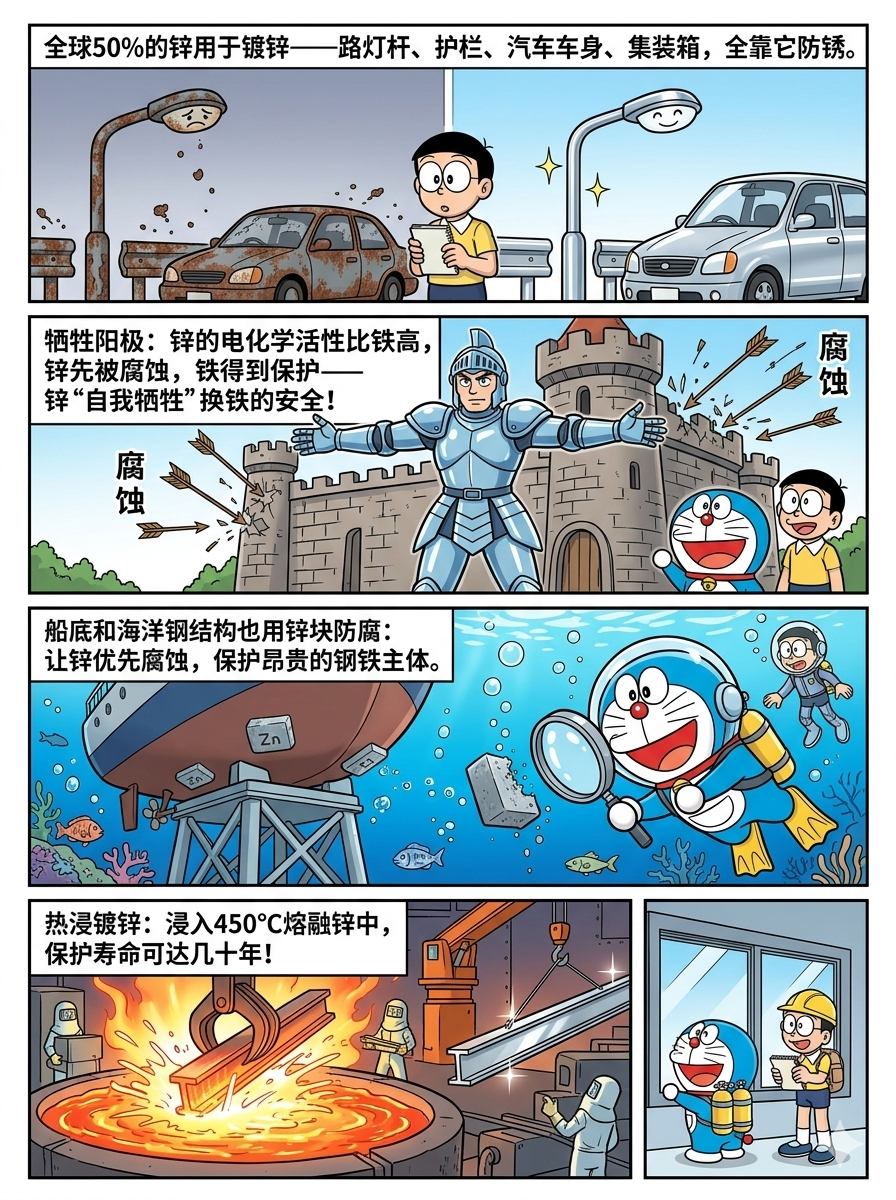 全球50%的锌用于镀锌——路灯杆、护栏、汽车车身、集装箱，全靠它防锈。
牺牲阳极：锌的电化学活性比铁高，
锌先被腐蚀，铁得到保护——
锌“自我牺牲”换铁的安全！
腐蚀
腐蚀
船底和海洋钢结构也用锌块防腐：
让锌优先腐蚀，保护昂贵的钢铁主体。
Zn
Zn
热浸镀锌：浸入450℃熔融锌中，
保护寿命可达几十年！